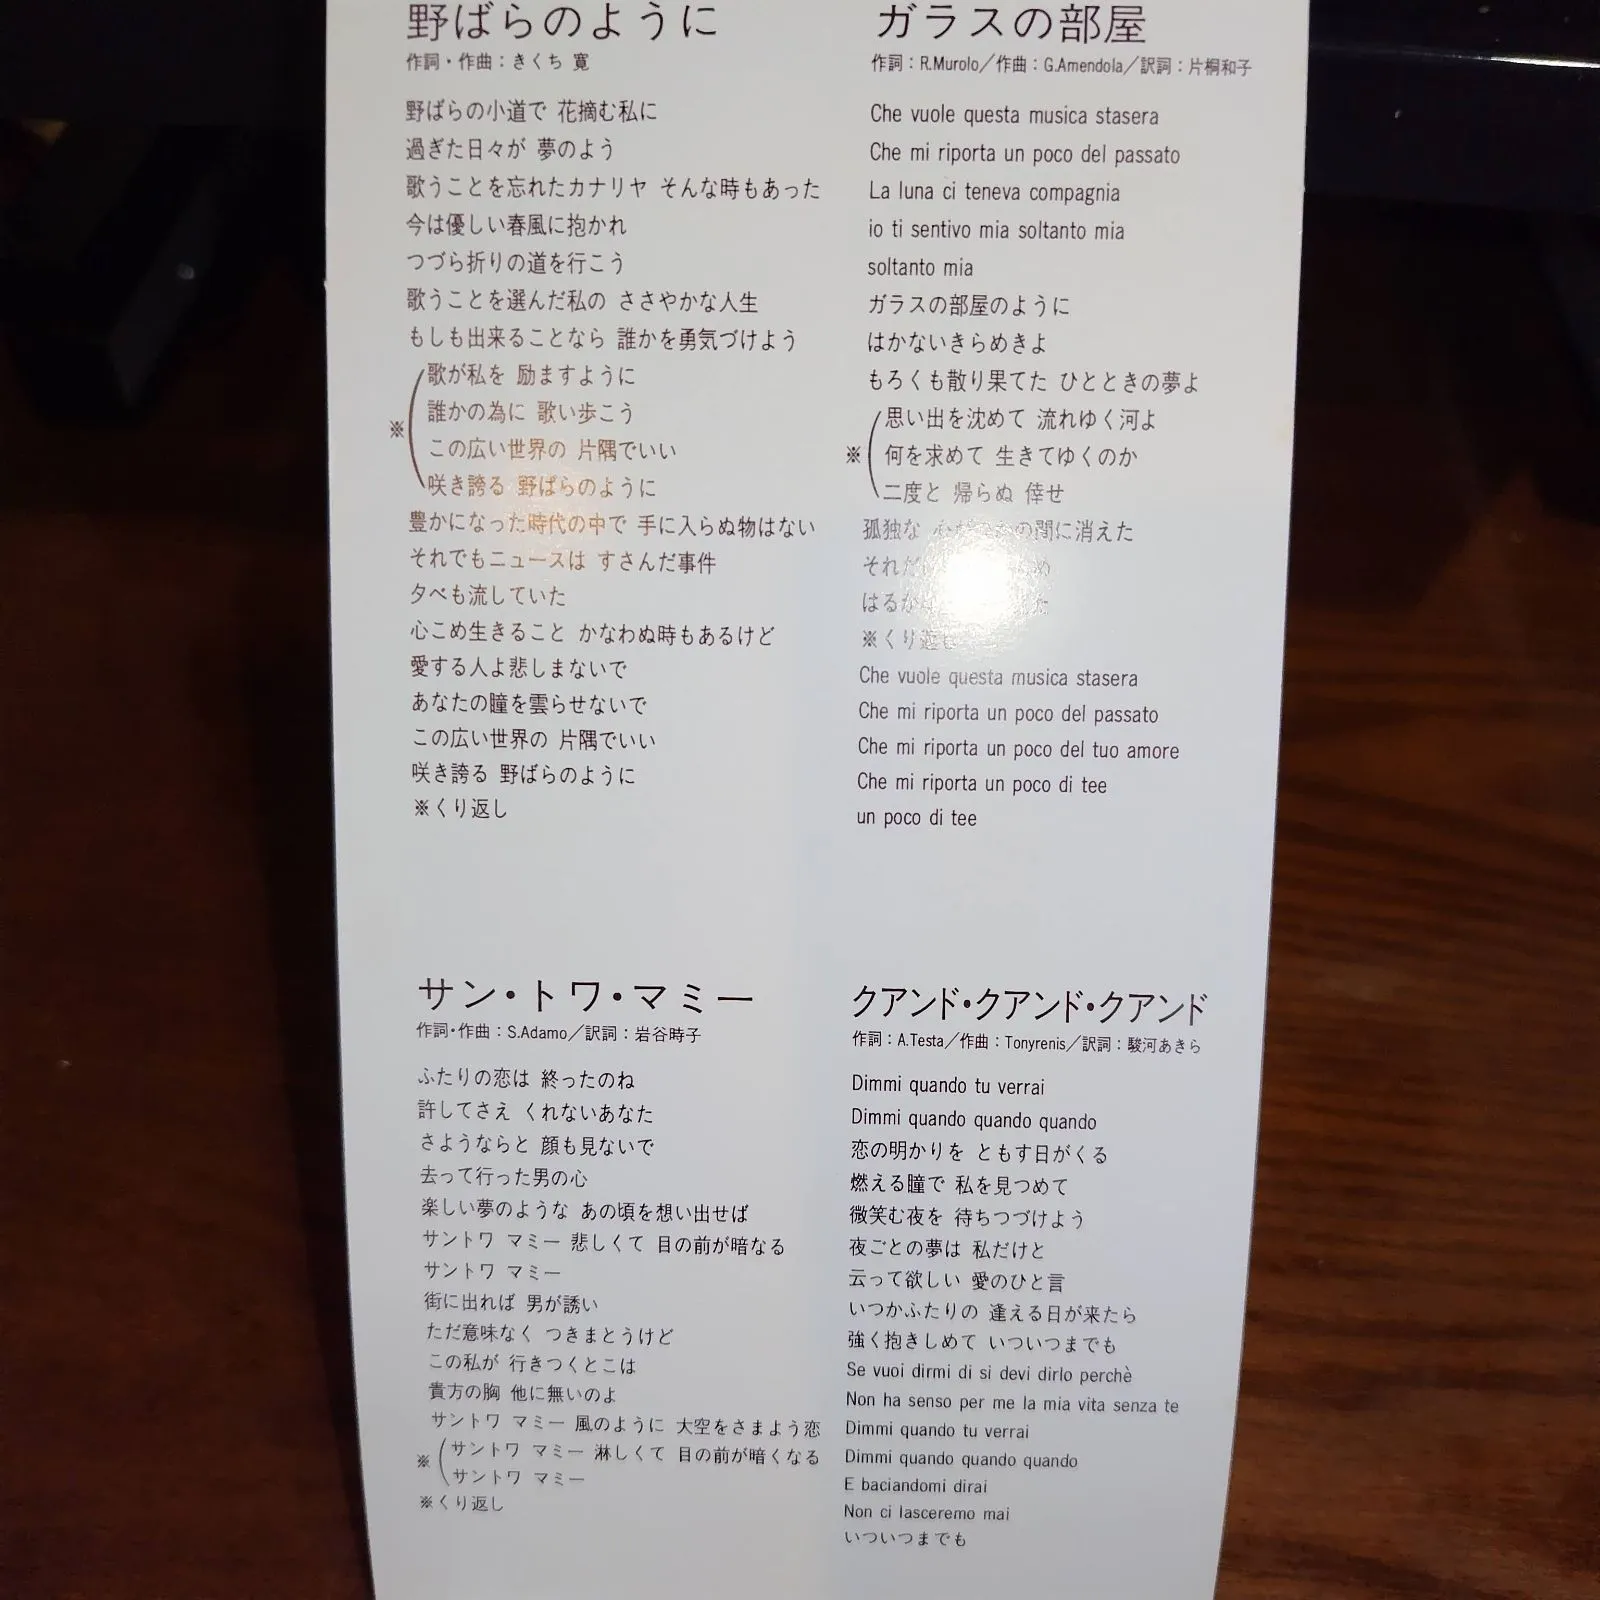 野ばらのように
作詞・作曲：きくち 寛
野ばらの小道で 花摘む私に
過ぎた日々が 夢のよう
歌うことを忘れたカナリヤ そんな時もあった
今は優しい春風に抱かれ
つづら折りの道を行こう
歌うことを選んだ私の ささやかな人生
もしも出来ることなら 誰かを勇気づけよう
歌が私を 励ますように
誰かの為に 歌い歩こう
※
この広い世界の 片隅でいい
咲き誇る 野ばらのように
豊かになった時代の中で 手に入らぬ物はない
それでもニュースは すさんだ事件
夕べも流していた
心こめ生きること かなわぬ時もあるけど
愛する人よ悲しまないで
あなたの瞳を雲らせないで
この広い世界の 片隅でいい
咲き誇る 野ばらのように
※くり返し
ガラスの部屋
作詞：R.Murolo／作曲：G.Amendola／訳詞：片桐和子
Che vuole questa musica stasera
Che mi riporta un poco del passato
La luna ci teneva compagnia
io ti sentivo mia soltanto mia
soltanto mia
ガラスの部屋のように
はかないきらめきよ
もろくも散り果てた ひとときの夢よ
思い出を沈めて 流れゆく河よ
※
何を求めて 生きてゆくのか
二度と 帰らぬ 倖せ
孤独な の闇に消えた
それだ
はるか
※くり返し
Che vuole questa musica stasera
Che mi riporta un poco del passato
Che mi riporta un poco del tuo amore
Che mi riporta un poco di tee
un poco di tee
サン・トワ・マミー
作詞・作曲：S.Adamo／訳詞：岩谷時子
ふたりの恋は 終ったのね
許してさえ くれないあなた
さようならと 顔も見ないで
去って行った男の心
楽しい夢のような あの頃を想い出せば
サントワ マミー 悲しくて 目の前が暗なる
サントワ マミー
街に出れば 男が誘い
ただ意味なく つきまとうけど
この私が 行きつくとこは
貴方の胸 他に無いのよ
サントワ マミー 風のように 大空をさまよう恋
※ サントワ マミー 淋しくて 目の前が暗くなる
サントワ マミー
※くり返し
クアンド・クアンド・クアンド
作詞：A.Testa／作曲：Tonyrenis／訳詞：駿河あきら
Dimmi quando tu verrai
Dimmi quando quando quando
恋の明かりを ともす日がくる
燃える瞳で 私を見つめて
微笑む夜を 待ちつづけよう
夜ごとの夢は 私だけと
云って欲しい 愛のひと言
いつかふたりの 逢える日が来たら
強く抱きしめて いついつまでも
Se vuoi dirmi di si devi dirlo perchè
Non ha senso per me la mia vita senza te
Dimmi quando tu verrai
Dimmi quando quando quando
E baciandomi dirai
Non ci lasceremo mai
いついつまでも